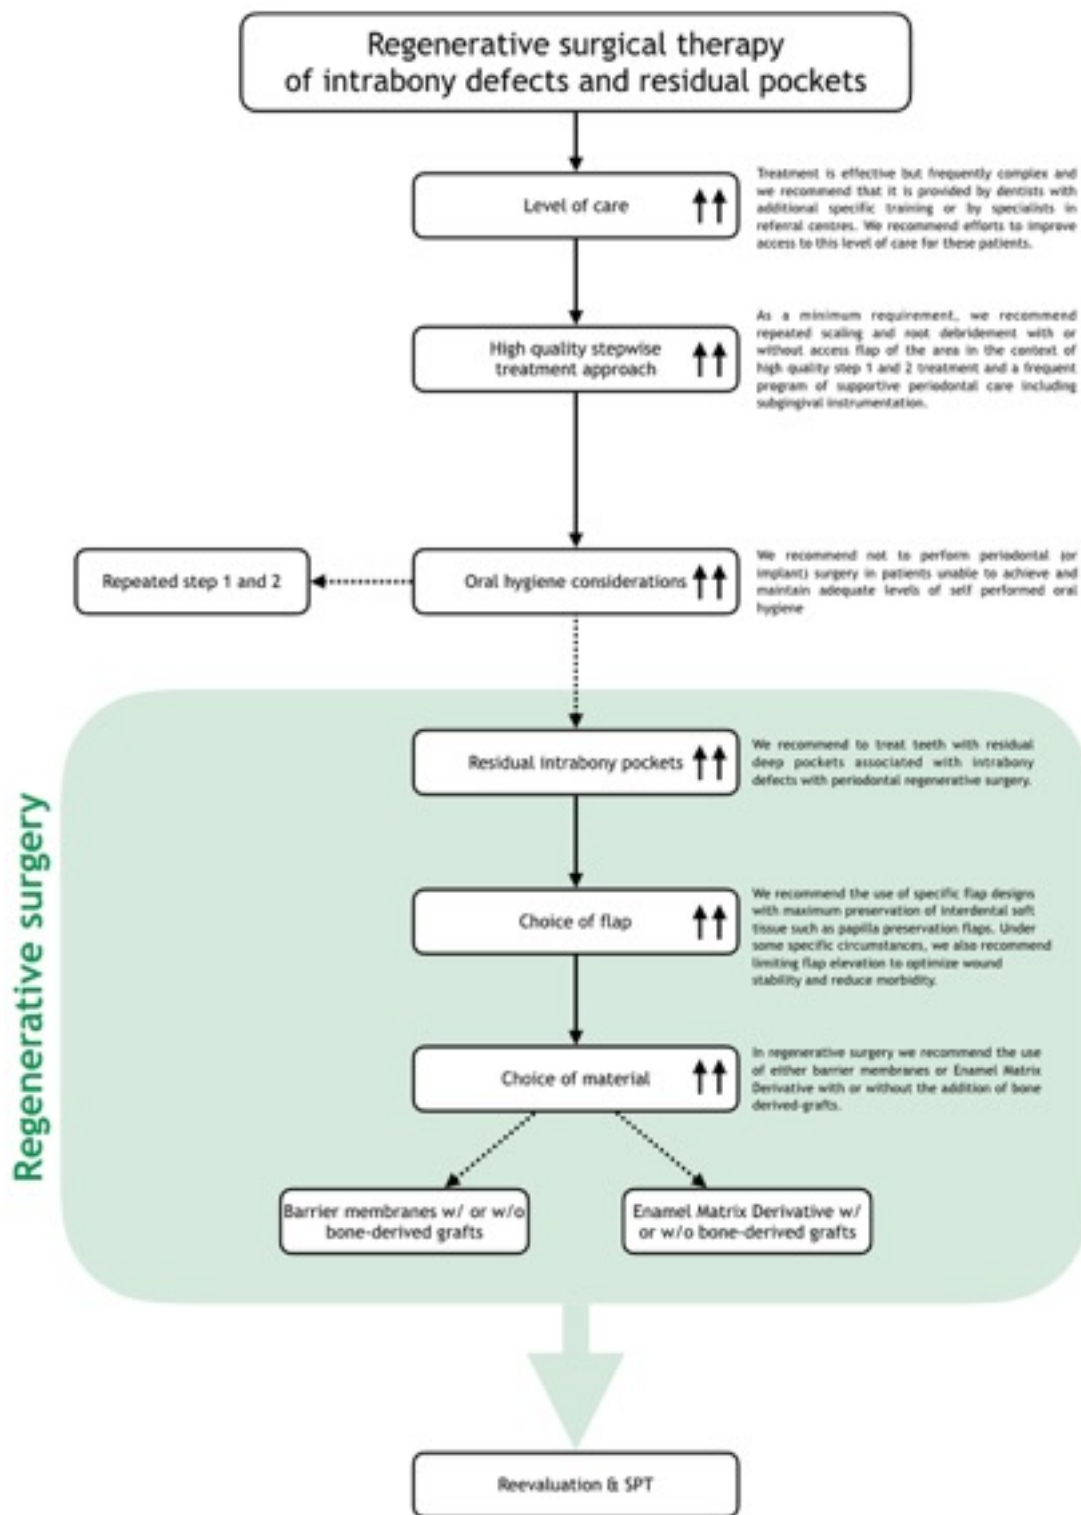 Regenerative surgical therapy
of intrabony defects and residual pockets
Level of care
Treatment is effective but frequently complex and
we recommend that it is provided by dentists with
additional specific training or by specialists in
referral centres. We recommend efforts to improve
access to this level of care for these patients.
High quality stepwise
treatment approach
As a minimum requirement, we recommend
repeated scaling and root debridement with or
without access flap of the area in the context of
high quality step 1 and 2 treatment and a frequent
program of supportive periodontal care including
subgingival instrumentation.
Repeated step 1 and 2
Oral hygiene considerations
We recommend not to perform periodontal (or
implant) surgery in patients unable to achieve and
maintain adequate levels of self performed oral
hygiene
Regenerative surgery
Residual intrabony pockets
We recommend to treat teeth with residual
deep pockets associated with intrabony
defects with periodontal regenerative surgery.
Choice of flap
We recommend the use of specific flap designs
with maximum preservation of interdental soft
tissue such as papilla preservation flaps. Under
some specific circumstances, we also recommend
limiting flap elevation to optimize wound
stability and reduce morbidity.
Choice of material
In regenerative surgery we recommend the use
of either barrier membranes or Enamel Matrix
Derivative with or without the addition of bone
derived-grafts.
Barrier membranes w/ or w/o
bone-derived grafts
Enamel Matrix Derivative w/
or w/o bone-derived grafts
Reevaluation & SPT